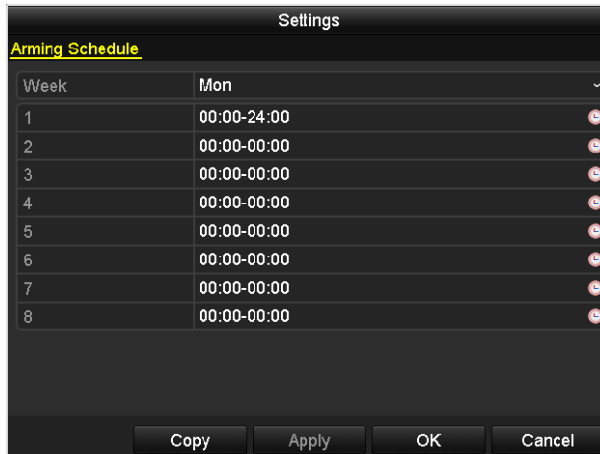 Settings
Arming Schedule
Week Mon
1 00:00-24:00
2 00:00-00:00
3 00:00-00:00
4 00:00-00:00
5 00:00-00:00
6 00:00-00:00
7 00:00-00:00
8 00:00-00:00
Copy Apply OK Cancel